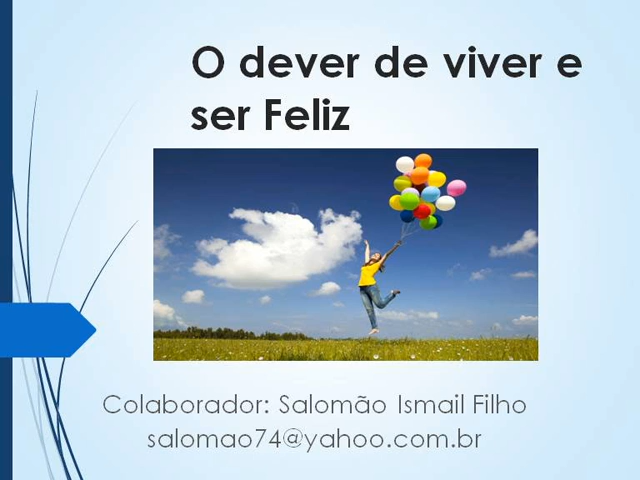 O dever de viver e
ser Feliz
Colaborador: Salomão Ismail Filho
salomao74@yahoo.com.br